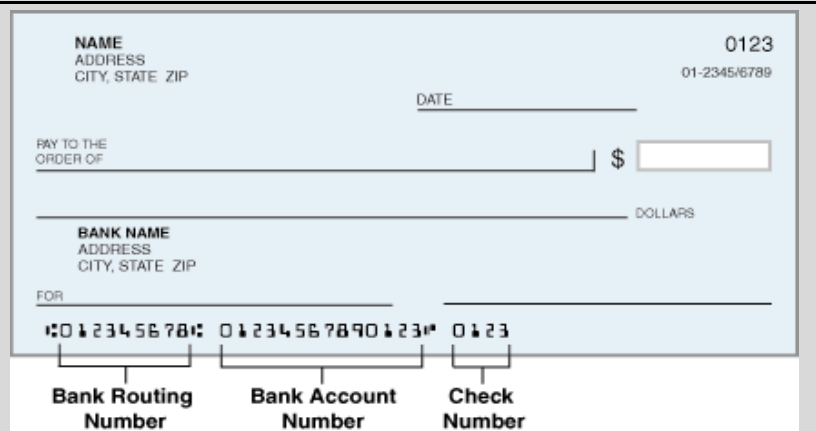 NAME
ADDRESS
CITY, STATE ZIP
0123
01-2345/6789
DATE
PAY TO THE
ORDER OF
$
DOLLARS
BANK NAME
ADDRESS
CITY, STATE ZIP
FOR
⑆012345678⑆ 01234567890123⑈ 0123
Bank Routing Number
Bank Account Number
Check Number